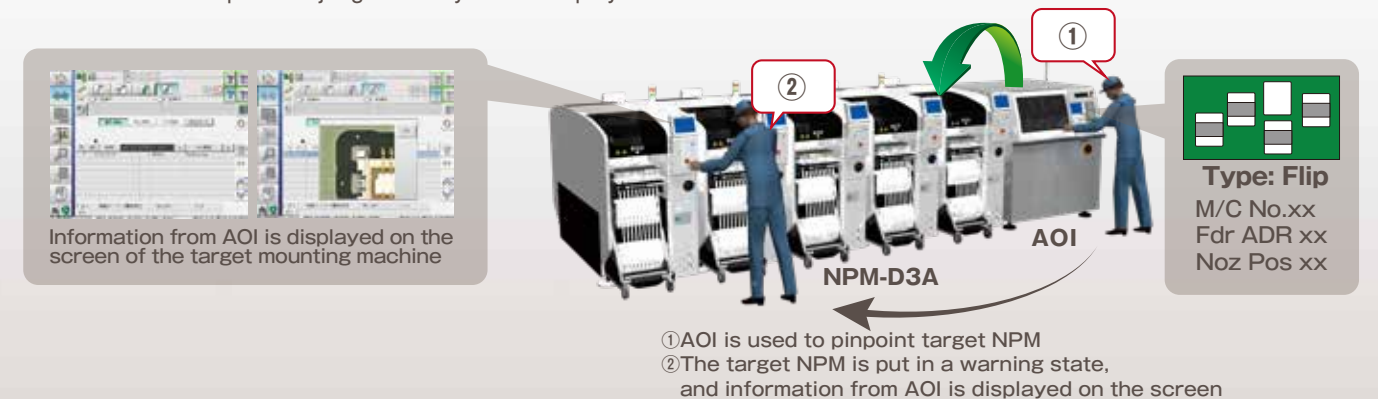 ①
②
Type: Flip
M/C No.xx
Fdr ADR xx
Noz Pos xx
Information from AOI is displayed on the
screen of the target mounting machine
AOI
NPM-D3A
①AOI is used to pinpoint target NPM
②The target NPM is put in a warning state,
and information from AOI is displayed on the screen